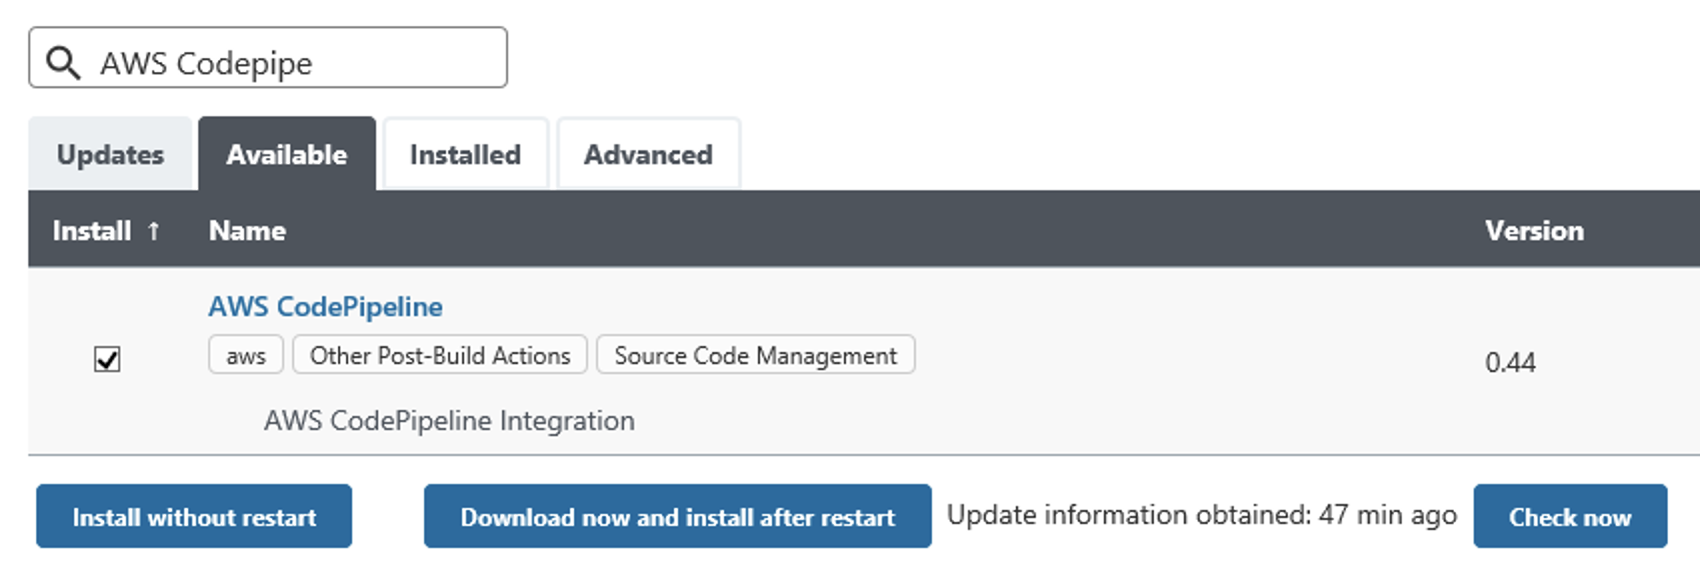 AWS Codepipe
Updates Available Installed Advanced
Install ↑ Name Version
AWS CodePipeline
aws Other Post-Build Actions Source Code Management 0.44
AWS CodePipeline Integration
Install without restart Download now and install after restart Update information obtained: 47 min ago Check now